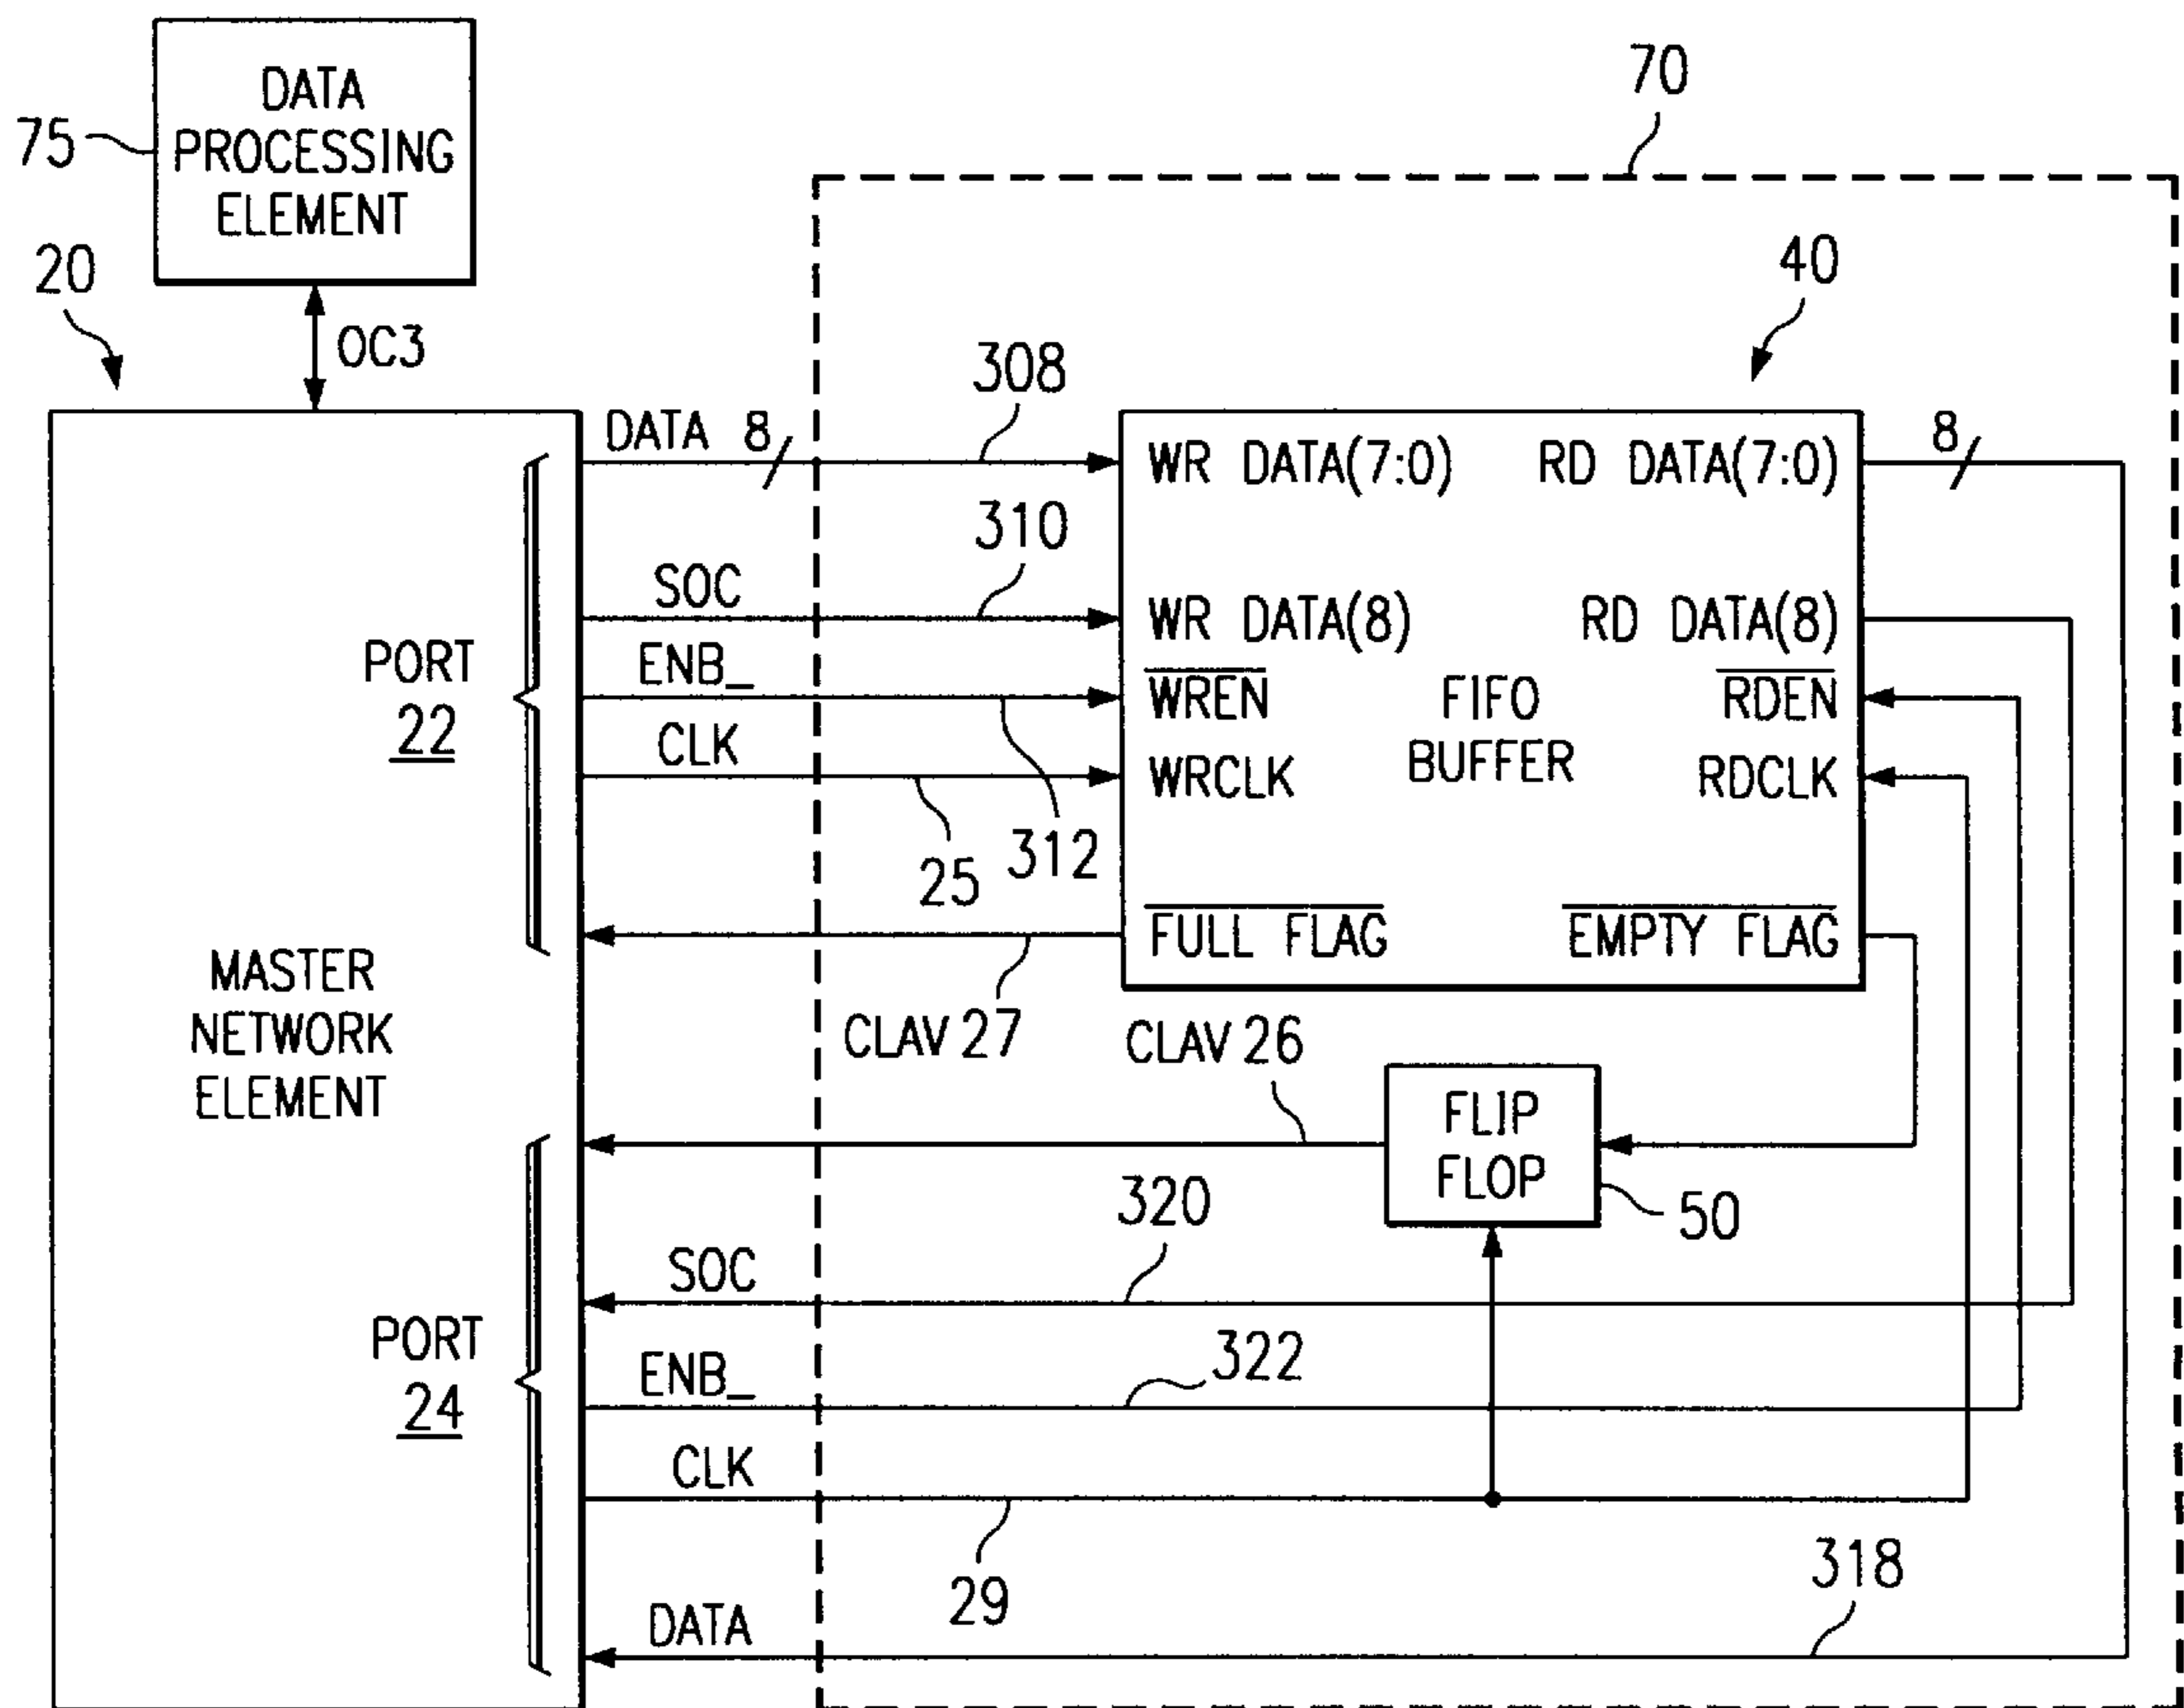 DATA
PROCESSING
ELEMENT
75
20
OC3
70
40
DATA 8
308
WR DATA(7:0) RD DATA(7:0)
8
310
SOC
WR DATA(8) RD DATA(8)
PORT
22
ENB_
WREN
FIFO
BUFFER
RDEN
CLK
WRCLK
RDCLK
312
25
FULL FLAG EMPTY FLAG
MASTER
NETWORK
ELEMENT
CLAV 27
CLAV 26
FLIP
FLOP
50
320
SOC
322
PORT
24
ENB_
CLK
29
318
DATA